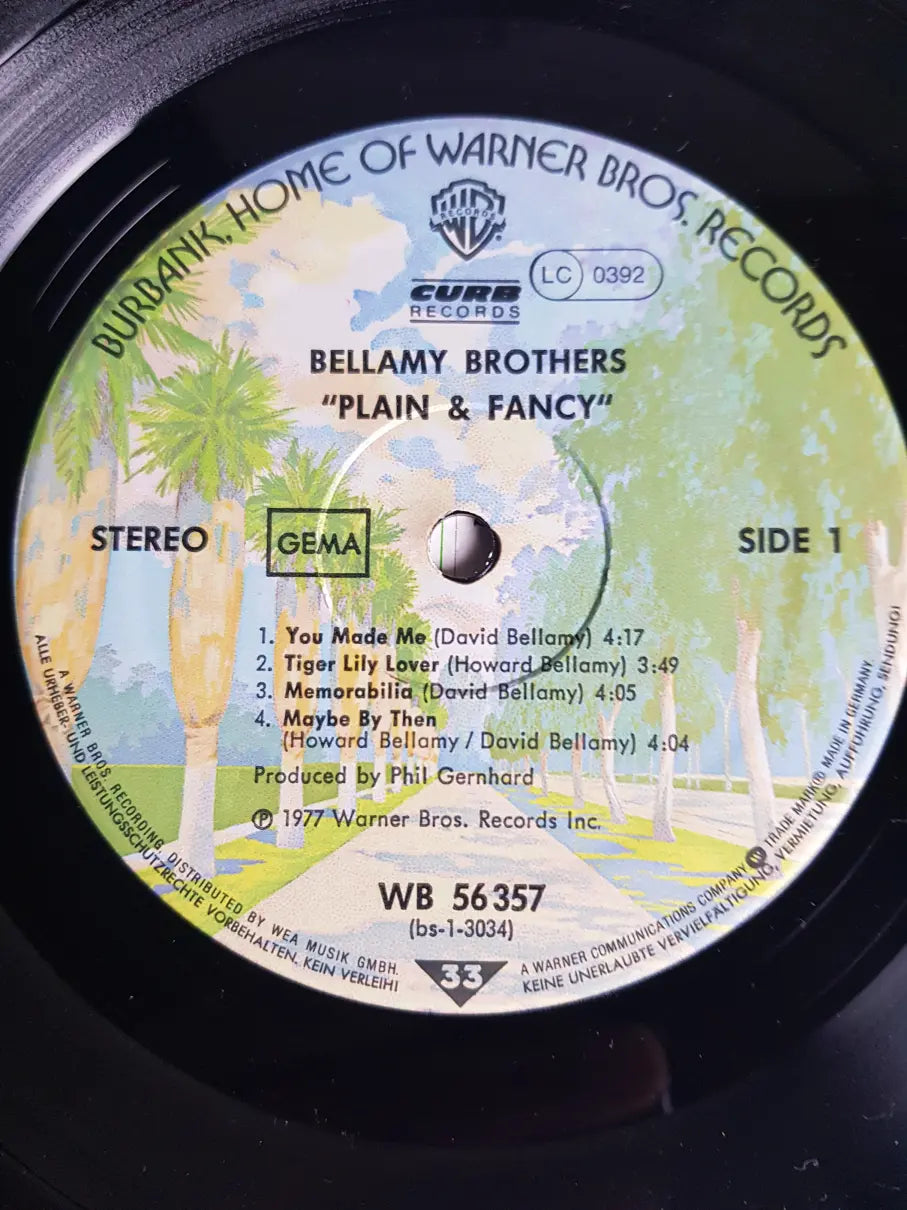 BURBANK, HOME OF WARNER BROS. RECORDS
WB
RECORDS
CURB
RECORDS
LC 0392
BELLAMY BROTHERS
"PLAIN & FANCY"
STEREO
GEMA
SIDE 1
1. You Made Me (David Bellamy) 4:17
2. Tiger Lily Lover (Howard Bellamy) 3:49
3. Memorabilia (David Bellamy) 4:05
4. Maybe By Then
(Howard Bellamy / David Bellamy) 4:04
Produced by Phil Gernhard
℗ 1977 Warner Bros. Records Inc.
WB 56 357
(bs-1-3034)
33
A WARNER BROS. RECORDING, DISTRIBUTED BY WEA MUSIK GMBH.
ALLE URHEBER- UND LEISTUNGSSCHUTZRECHTE VORBEHALTEN, KEIN VERLEIH!
A WARNER COMMUNICATIONS COMPANY TRADE MARK® MADE IN GERMANY
KEINE UNERLAUBTE VERVIELFÄLTIGUNG, VERMIETUNG, AUFFÜHRUNG, SENDUNG!